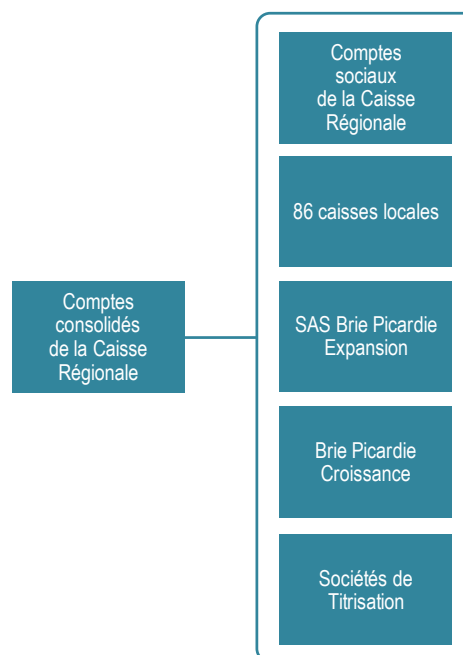 Comptes
consolidés
de la Caisse
Régionale
Comptes
sociaux
de la Caisse
Régionale
86 caisses locales
SAS Brie Picardie
Expansion
Brie Picardie
Croissance
Sociétés de
Titrisation